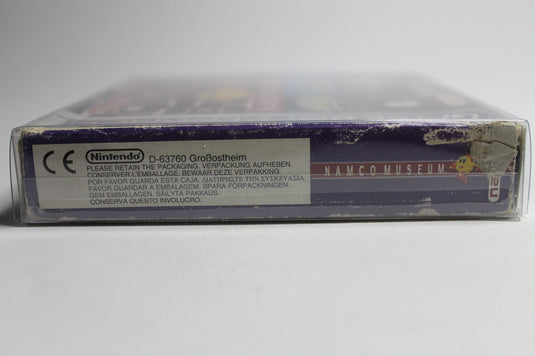 CE
Nintendo D-63760 Großostheim
PLEASE RETAIN THE PACKAGING. VERPACKUNG AUFHEBEN.
CONSERVER L'EMBALLAGE. BEWAAR DEZE VERPAKKING.
POR FAVOR GUARDA ESTA CAJA. ΔΙΑΤΗΡΗΣΤΕ ΤΗΝ ΣΥΣΚΕΥΑΣΙΑ.
FAVOR GUARDAR A EMBALAGEM. SPARA FÖRPACKNINGEN.
GEM EMBALLAGEN. SÄILYTÄ PAKKAUS.
CONSERVA QUESTO INVOLUCRO.
NAMCO MUSEUM